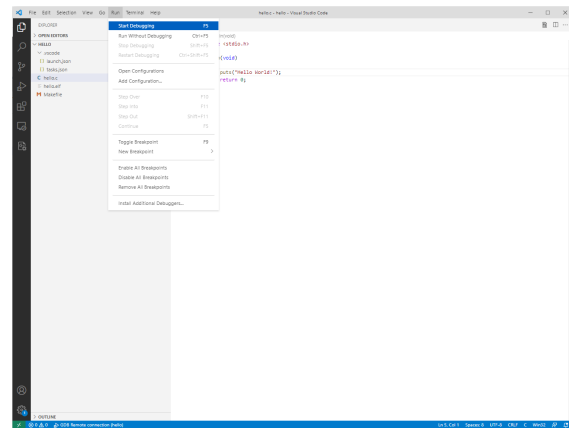 File Edit Selection View Go Run Terminal Help
hello.c - hello - Visual Studio Code
EXPLORER
OPEN EDITORS
HELLO
.vscode
launch.json
tasks.json
hello.c
hello.elf
Makefile
OUTLINE
Start Debugging F5
Run Without Debugging Ctrl+F5
Stop Debugging Shift+F5
Restart Debugging Ctrl+Shift+F5
Open Configurations
Add Configuration...
Step Over F10
Step Into F11
Step Out Shift+F11
Continue F5
Toggle Breakpoint F9
New Breakpoint
Enable All Breakpoints
Disable All Breakpoints
Remove All Breakpoints
Install Additional Debuggers...
<stdio.h>
(void)
puts("Hello World!");
return 0;
0 0 GDB Remote connection (hello)
Ln 5, Col 1 Spaces: 8 UTF-8 CRLF C Win32